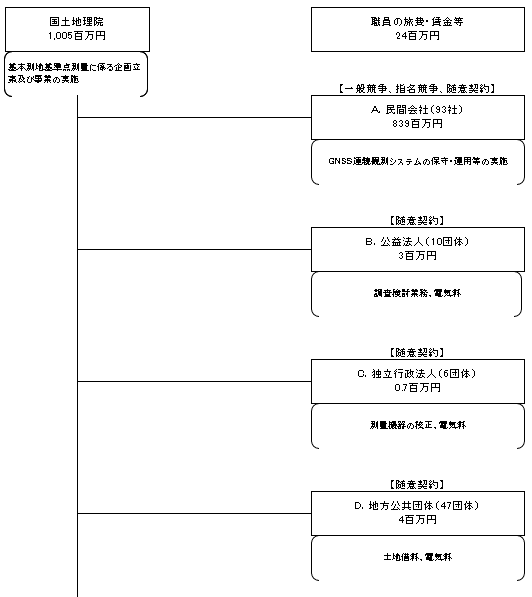 国土地理院
1,005百万円
基本測地基準点測量に係る企画立
案及び事業の実施
職員の旅費・賃金等
24百万円
【一般競争、指名競争、随意契約】
A. 民間会社(93社)
839百万円
GNSS連続観測システムの保守・運用等の実施
【随意契約】
B. 公益法人(10団体)
3百万円
調査検討業務、電気料
【随意契約】
C. 独立行政法人(6団体)
0.7百万円
測量機器の検正、電気料
【随意契約】
D. 地方公共団体(47団体)
4百万円
土地借料、電気料